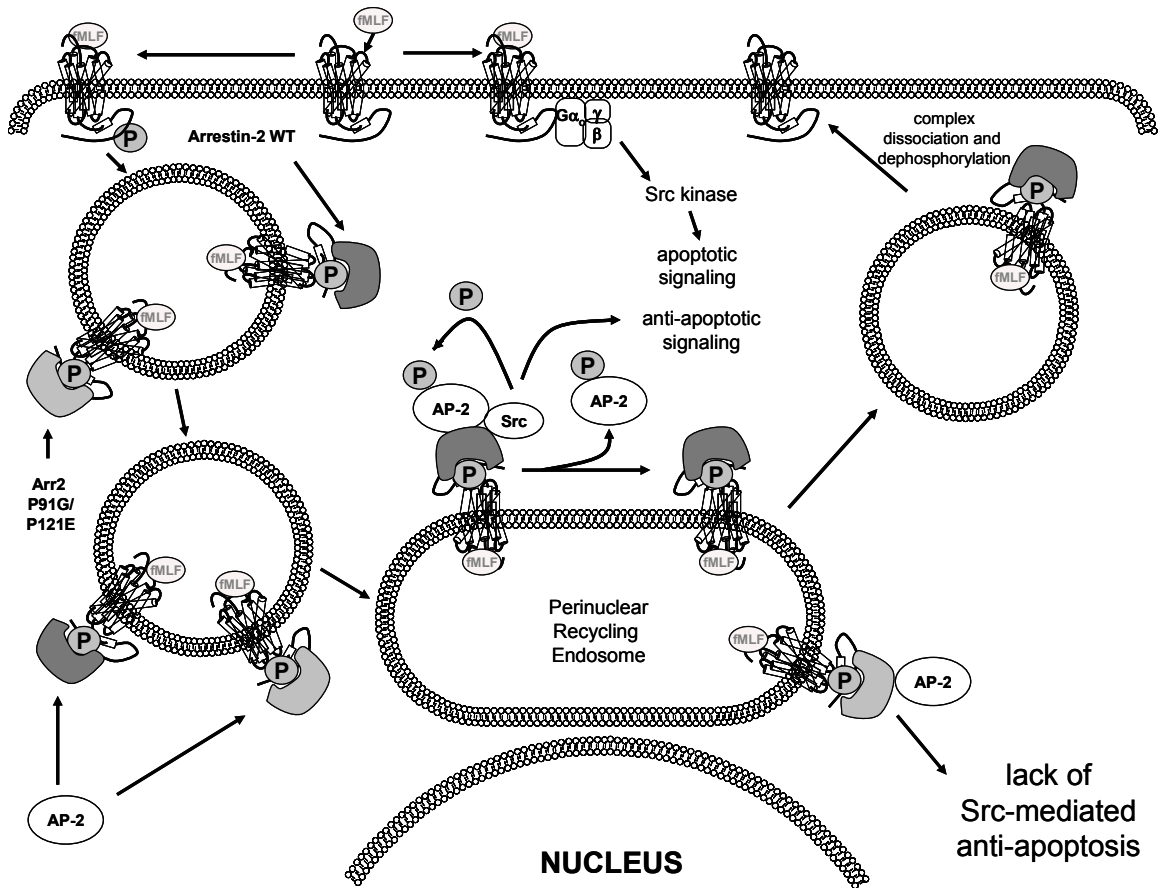 fMLF
fMLF
fMLF
P
Arrestin-2 WT
Gαo
γ
β
complex
dissociation and
dephosphorylation
P
fMLF
Src kinase
apoptotic
signaling
anti-apoptotic
signaling
fMLF
P
fMLF
P
Arr2
P91G/
P121E
P
P
AP-2
Src
P
fMLF
P
AP-2
P
fMLF
fMLF
P
fMLF
P
AP-2
Perinuclear
Recycling
Endosome
fMLF
P
AP-2
lack of
Src-mediated
anti-apoptosis
NUCLEUS